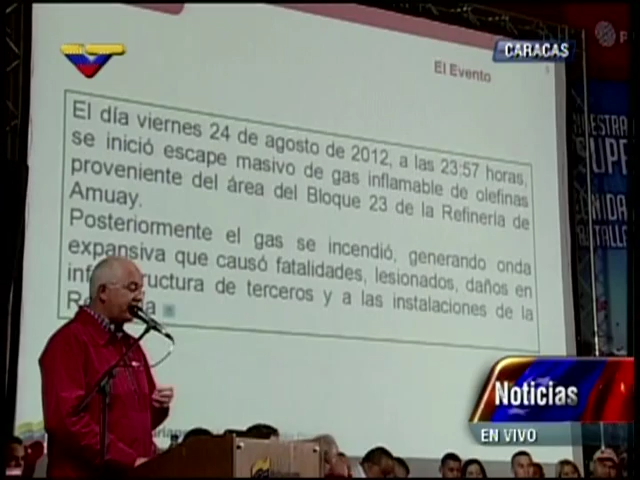 CARACAS
El Evento
El día viernes 24 de agosto de 2012, a las 23:57 horas,
se inició escape masivo de gas inflamable de olefinas
proveniente del área del Bloque 23 de la Refinería de
Amuay.
Posteriormente el gas se incendió, generando onda
expansiva que causó fatalidades, lesionados, daños en
infraestructura de terceros y a las instalaciones de la
Noticias
EN VIVO